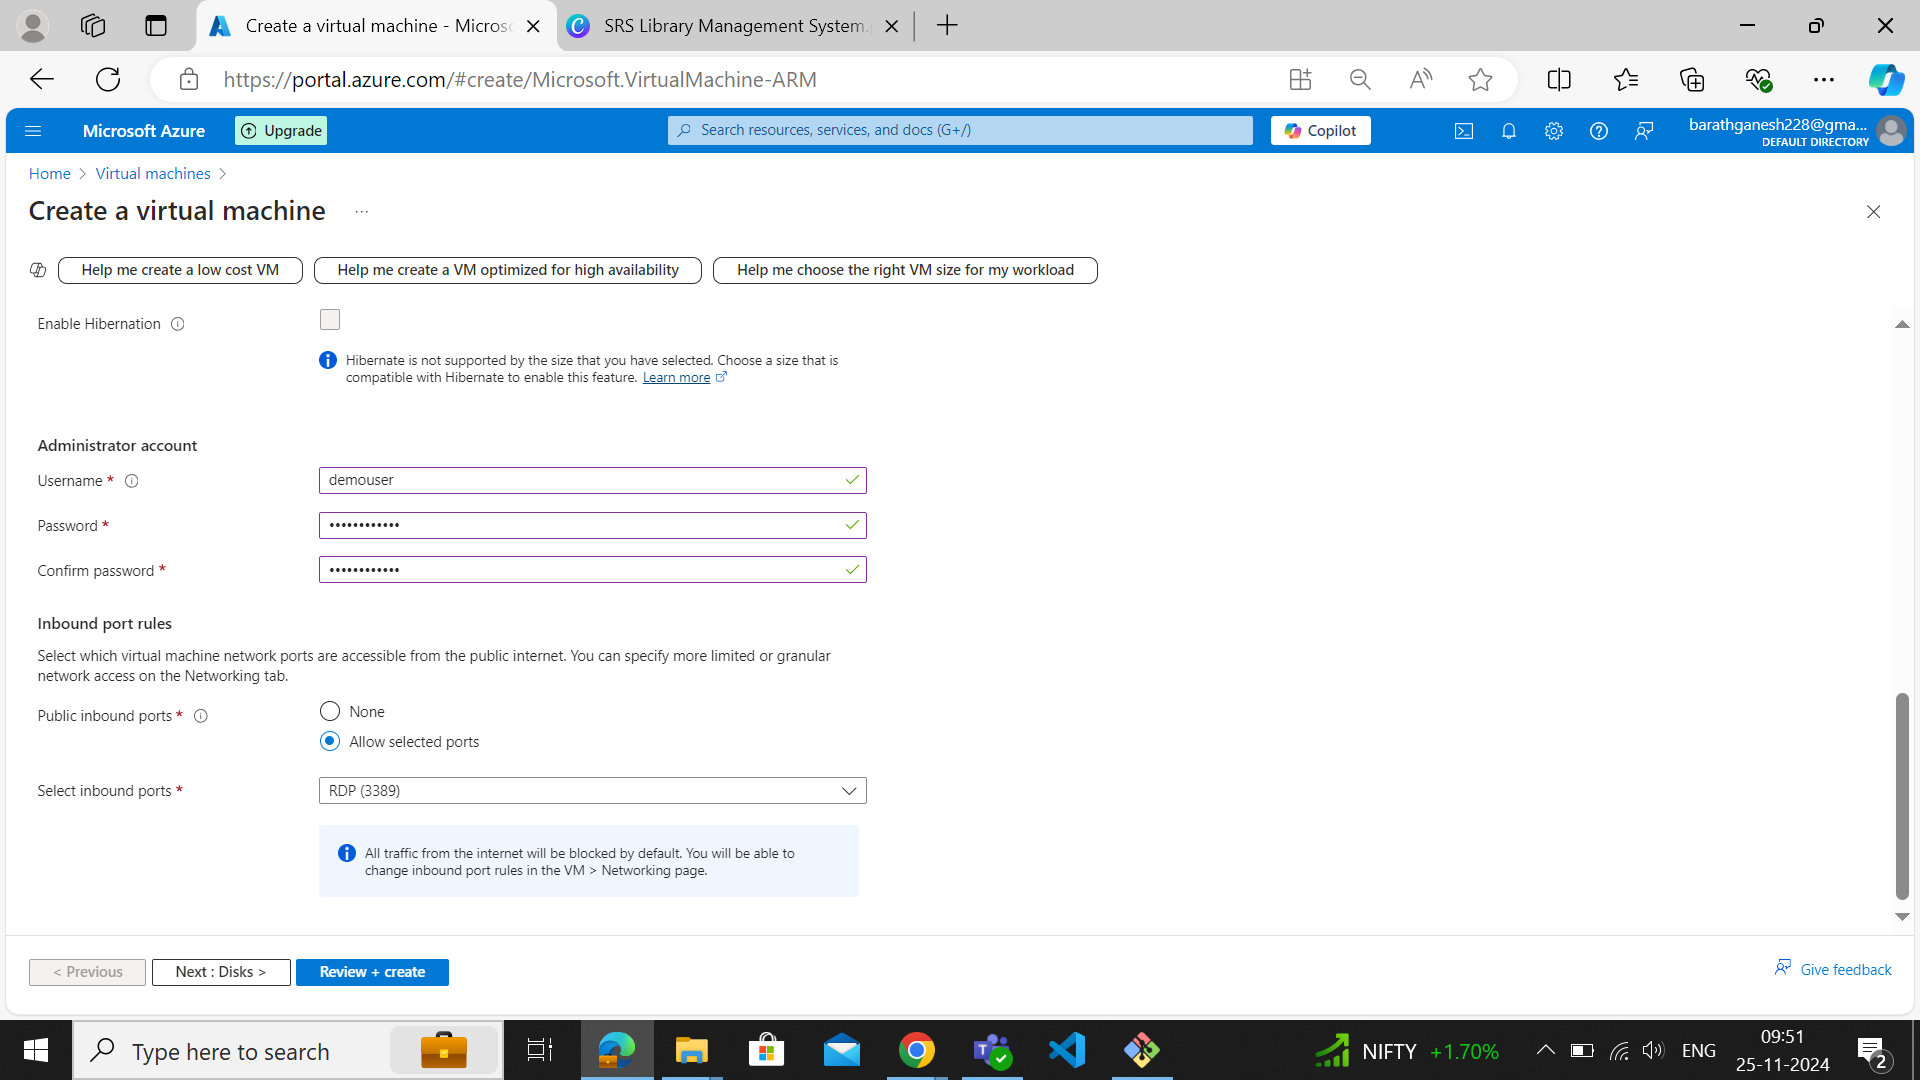 Create a virtual machine - Micros
SRS Library Management System.
https://portal.azure.com/#create/Microsoft.VirtualMachine-ARM
Microsoft Azure
Upgrade
Search resources, services, and docs (G+/)
Copilot
barathganesh228@gma...
DEFAULT DIRECTORY
Home > Virtual machines >
Create a virtual machine ...
Help me create a low cost VM
Help me create a VM optimized for high availability
Help me choose the right VM size for my workload
Enable Hibernation
Hibernate is not supported by the size that you have selected. Choose a size that is
compatible with Hibernate to enable this feature. Learn more
Administrator account
Username *
demouser
Password *
••••••••••••
Confirm password *
••••••••••••
Inbound port rules
Select which virtual machine network ports are accessible from the public internet. You can specify more limited or granular
network access on the Networking tab.
Public inbound ports *
None
Allow selected ports
Select inbound ports *
RDP (3389)
All traffic from the internet will be blocked by default. You will be able to
change inbound port rules in the VM > Networking page.
< Previous
Next : Disks >
Review + create
Give feedback
Type here to search
NIFTY +1.70%
ENG
09:51
25-11-2024
2